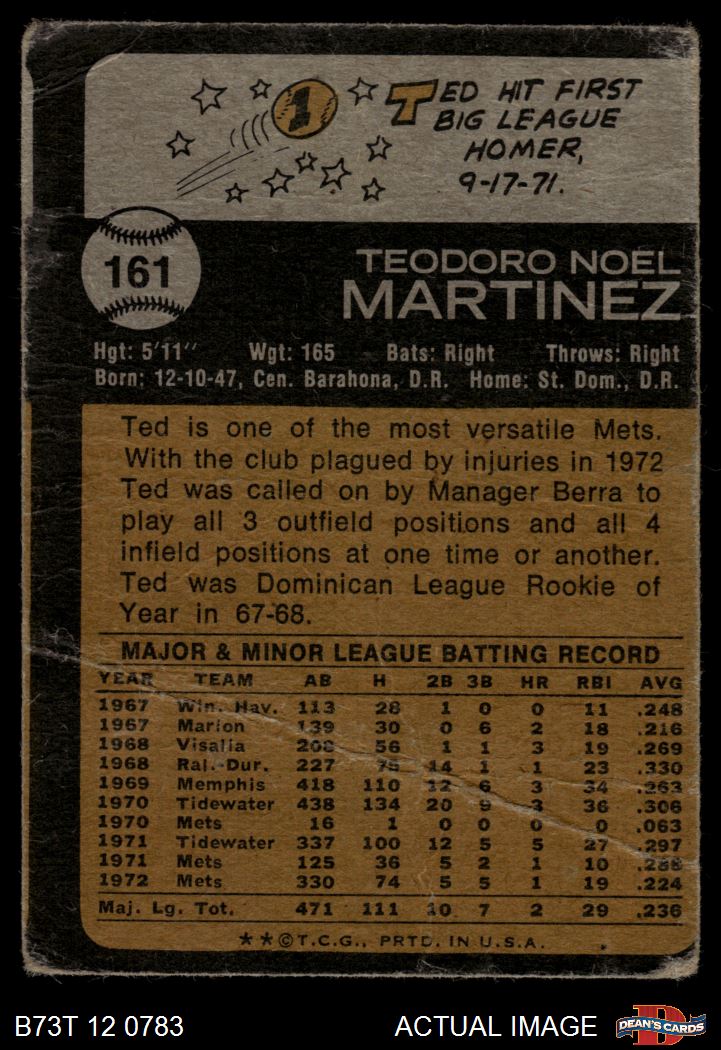 1
TED HIT FIRST
BIG LEAGUE
HOMER,
9-17-71.
161
TEODORO NOEL
MARTINEZ
Hgt: 5'11" Wgt: 165 Bats: Right Throws: Right
Born: 12-10-47, Cen. Barahona, D.R. Home: St. Dom., D.R.
Ted is one of the most versatile Mets.
With the club plagued by injuries in 1972
Ted was called on by Manager Berra to
play all 3 outfield positions and all 4
infield positions at one time or another.
Ted was Dominican League Rookie of
Year in 67-68.
MAJOR & MINOR LEAGUE BATTING RECORD
YEAR TEAM AB H 2B 3B HR RBI AVG
1967 Win. Hav. 113 28 1 0 0 11 .248
1967 Marion 139 30 0 6 2 18 .216
1968 Visalia 208 56 1 1 3 19 .269
1968 Ral.-Dur. 227 75 14 1 1 23 .330
1969 Memphis 418 110 12 6 3 34 .263
1970 Tidewater 438 134 20 9 3 36 .306
1970 Mets 16 1 0 0 0 0 .063
1971 Tidewater 337 100 12 5 5 27 .297
1971 Mets 125 36 5 2 1 10 .288
1972 Mets 330 74 5 5 1 19 .224
Maj. Lg. Tot. 471 111 10 7 2 29 .236
**©T.C.G., PRTD. IN U.S.A.
B73T 12 0783 ACTUAL IMAGE DEAN'S CARDS